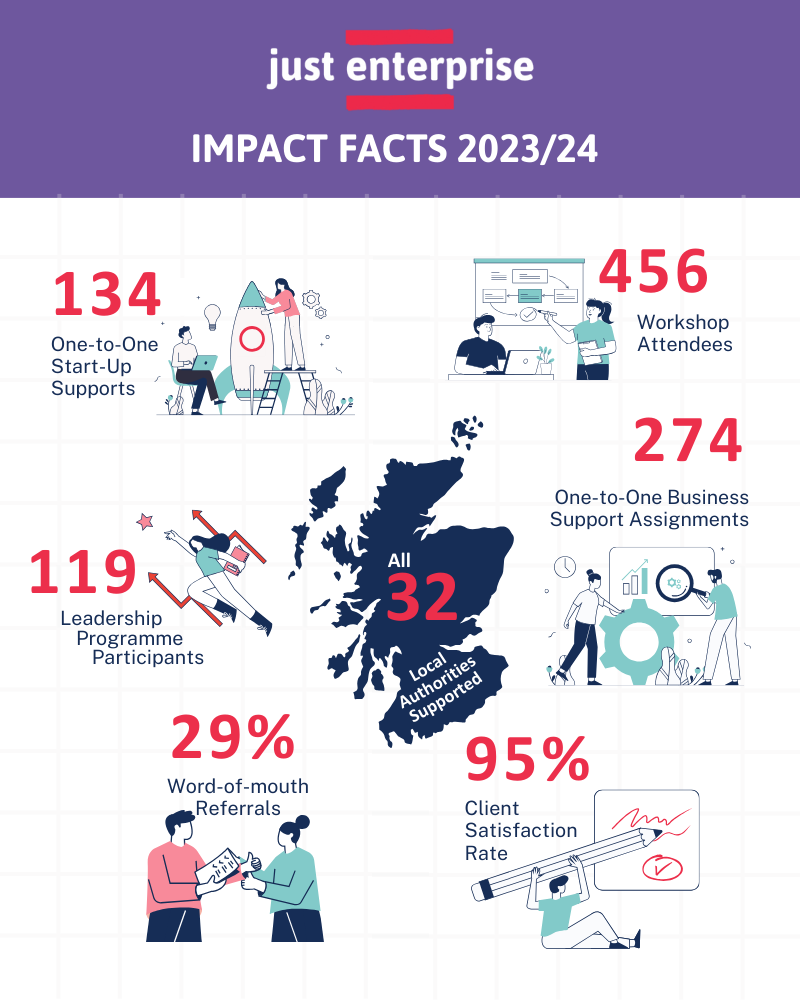 just enterprise
IMPACT FACTS 2023/24
134
One-to-One
Start-Up
Supports
456
Workshop
Attendees
274
One-to-One Business
Support Assignments
119
Leadership
Programme
Participants
All
32
Local
Authorities
Supported
29%
Word-of-mouth
Referrals
95%
Client
Satisfaction
Rate